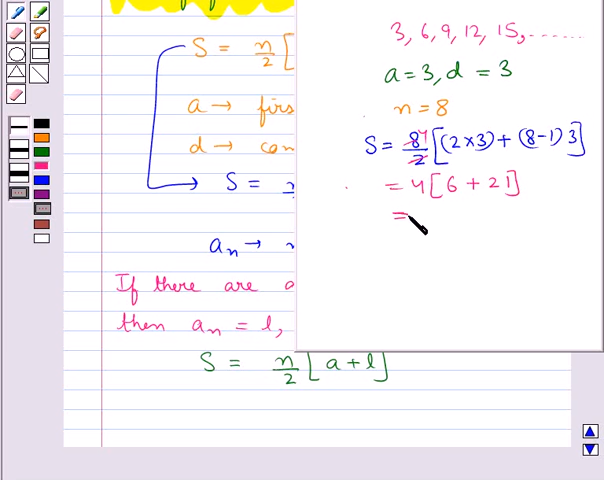 S = n/2 [
a → firs
d → con
→ S =
aₙ →
If there are
then aₙ = l,
S = n/2 [a + l]
3, 6, 9, 12, 15, ........
a = 3, d = 3
n = 8
S = 8/2 4 [(2 × 3) + (8 - 1) 3]
= 4 [6 + 21]
=